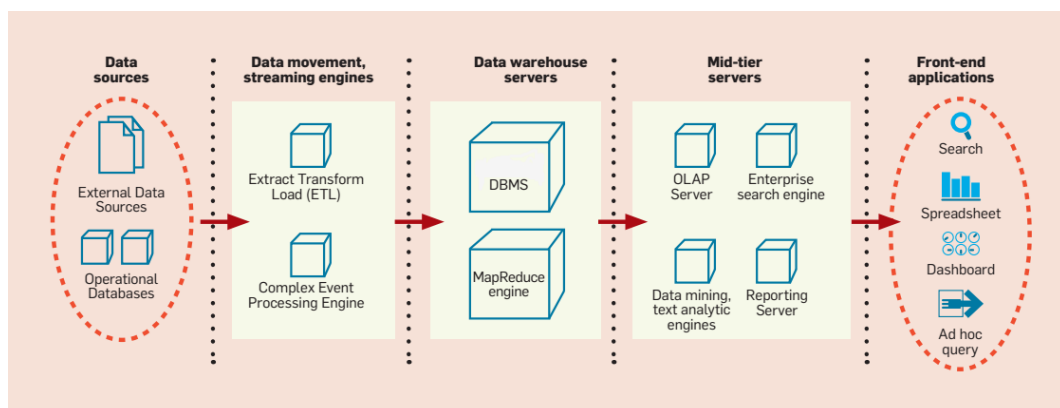 Data
sources
External Data
Sources
Operational
Databases
Data movement,
streaming engines
Extract Transform
Load (ETL)
Complex Event
Processing Engine
Data warehouse
servers
DBMS
MapReduce
engine
Mid-tier
servers
OLAP
Server
Enterprise
search engine
Data mining,
text analytic
engines
Reporting
Server
Front-end
applications
Search
Spreadsheet
Dashboard
Ad hoc
query